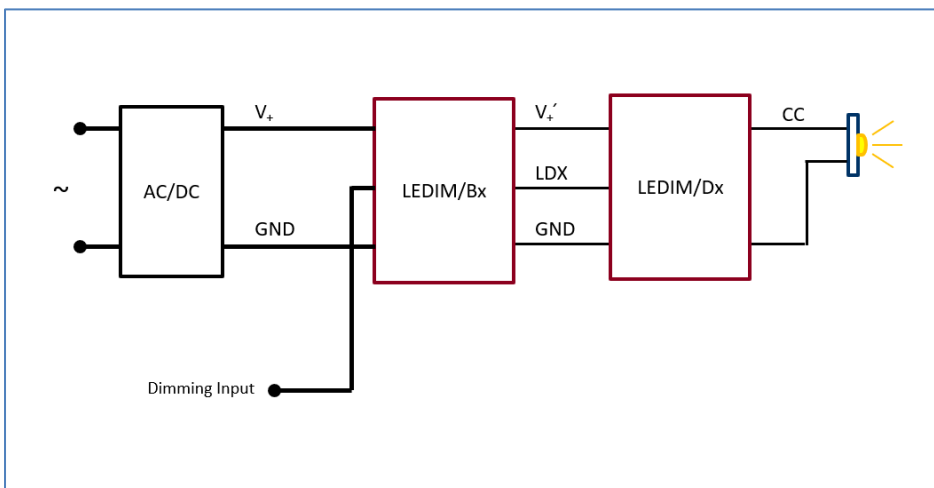 V₊
V₊´
CC
~
AC/DC
LEDIM/Bx
LDX
LEDIM/Dx
GND
GND
Dimming Input